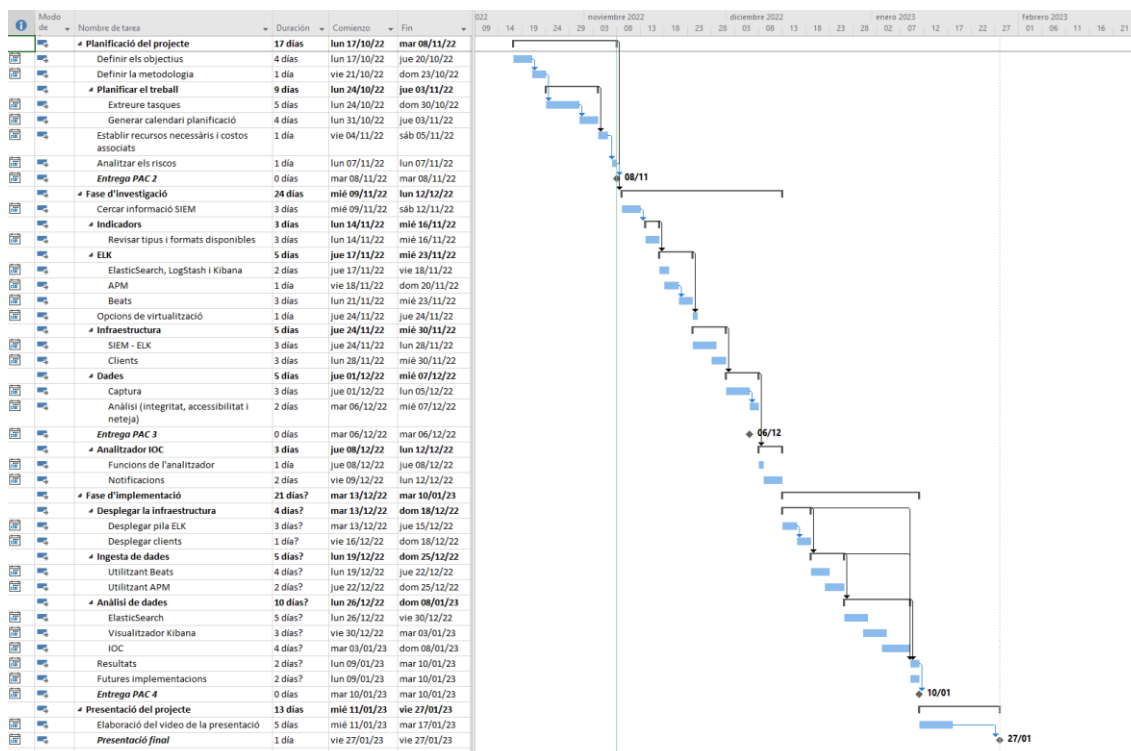 Modo de Nombre de tarea Duración Comienzo Fin
022 noviembre 2022 diciembre 2022 enero 2023 febrero 2023
09 14 19 24 29 03 08 13 18 23 28 03 08 13 18 23 28 02 07 12 17 22 27 01 06 11 16 21
Planificació del projecte 17 días lun 17/10/22 mar 08/11/22
Definir els objectius 4 días lun 17/10/22 jue 20/10/22
Definir la metodologia 1 día vie 21/10/22 dom 23/10/22
Planificar el treball 9 días lun 24/10/22 jue 03/11/22
Extreure tasques 5 días lun 24/10/22 dom 30/10/22
Generar calendari planificació 4 días lun 31/10/22 jue 03/11/22
Establir recursos necessàris i costos 1 día vie 04/11/22 sáb 05/11/22
associats
Analitzar els riscos 1 día lun 07/11/22 lun 07/11/22
Entrega PAC 2 0 días mar 08/11/22 mar 08/11/22 08/11
Fase d'investigació 24 días mié 09/11/22 lun 12/12/22
Cercar informació SIEM 3 días mié 09/11/22 sáb 12/11/22
Indicadors 3 días lun 14/11/22 mié 16/11/22
Revisar tipus i formats disponibles 3 días lun 14/11/22 mié 16/11/22
ELK 5 días jue 17/11/22 mié 23/11/22
ElasticSearch, LogStash i Kibana 2 días jue 17/11/22 vie 18/11/22
APM 1 día vie 18/11/22 dom 20/11/22
Beats 3 días lun 21/11/22 mié 23/11/22
Opcions de virtualització 1 día jue 24/11/22 jue 24/11/22
Infraestructura 5 días jue 24/11/22 mié 30/11/22
SIEM - ELK 3 días jue 24/11/22 lun 28/11/22
Clients 3 días lun 28/11/22 mié 30/11/22
Dades 5 días jue 01/12/22 mié 07/12/22
Captura 3 días jue 01/12/22 lun 05/12/22
Anàlisi (integritat, accessibilitat i 2 días mar 06/12/22 mié 07/12/22
neteja)
Entrega PAC 3 0 días mar 06/12/22 mar 06/12/22 06/12
Analitzador IOC 3 días jue 08/12/22 lun 12/12/22
Funcions de l'analitzador 1 día jue 08/12/22 jue 08/12/22
Notificacions 2 días vie 09/12/22 lun 12/12/22
Fase d'implementació 21 días? mar 13/12/22 mar 10/01/23
Desplegar la infraestructura 4 días? mar 13/12/22 dom 18/12/22
Desplegar pila ELK 3 días? mar 13/12/22 jue 15/12/22
Desplegar clients 1 día? vie 16/12/22 dom 18/12/22
Ingesta de dades 5 días? lun 19/12/22 dom 25/12/22
Utilitzant Beats 4 días? lun 19/12/22 jue 22/12/22
Utilitzant APM 2 días? jue 22/12/22 dom 25/12/22
Anàlisi de dades 10 días? lun 26/12/22 dom 08/01/23
ElasticSearch 5 días? lun 26/12/22 vie 30/12/22
Visualitzador Kibana 3 días? vie 30/12/22 mar 03/01/23
IOC 4 días? mar 03/01/23 dom 08/01/23
Resultats 2 días? lun 09/01/23 mar 10/01/23
Futures implementacions 2 días? lun 09/01/23 mar 10/01/23
Entrega PAC 4 0 días mar 10/01/23 mar 10/01/23 10/01
Presentació del projecte 13 días mié 11/01/23 vie 27/01/23
Elaboració del video de la presentació 5 días mié 11/01/23 mar 17/01/23
Presentació final 1 día vie 27/01/23 vie 27/01/23 27/01